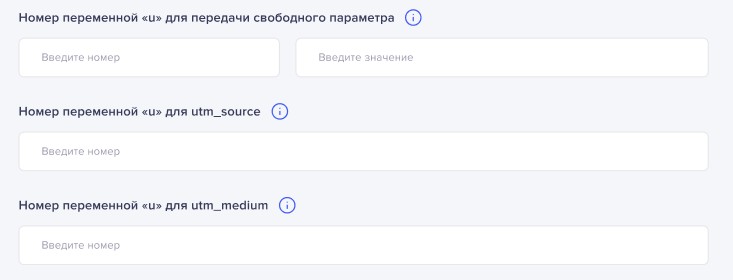 Номер переменной «u» для передачи свободного параметра
Введите номер Введите значение
Номер переменной «u» для utm_source
Введите номер
Номер переменной «u» для utm_medium
Введите номер